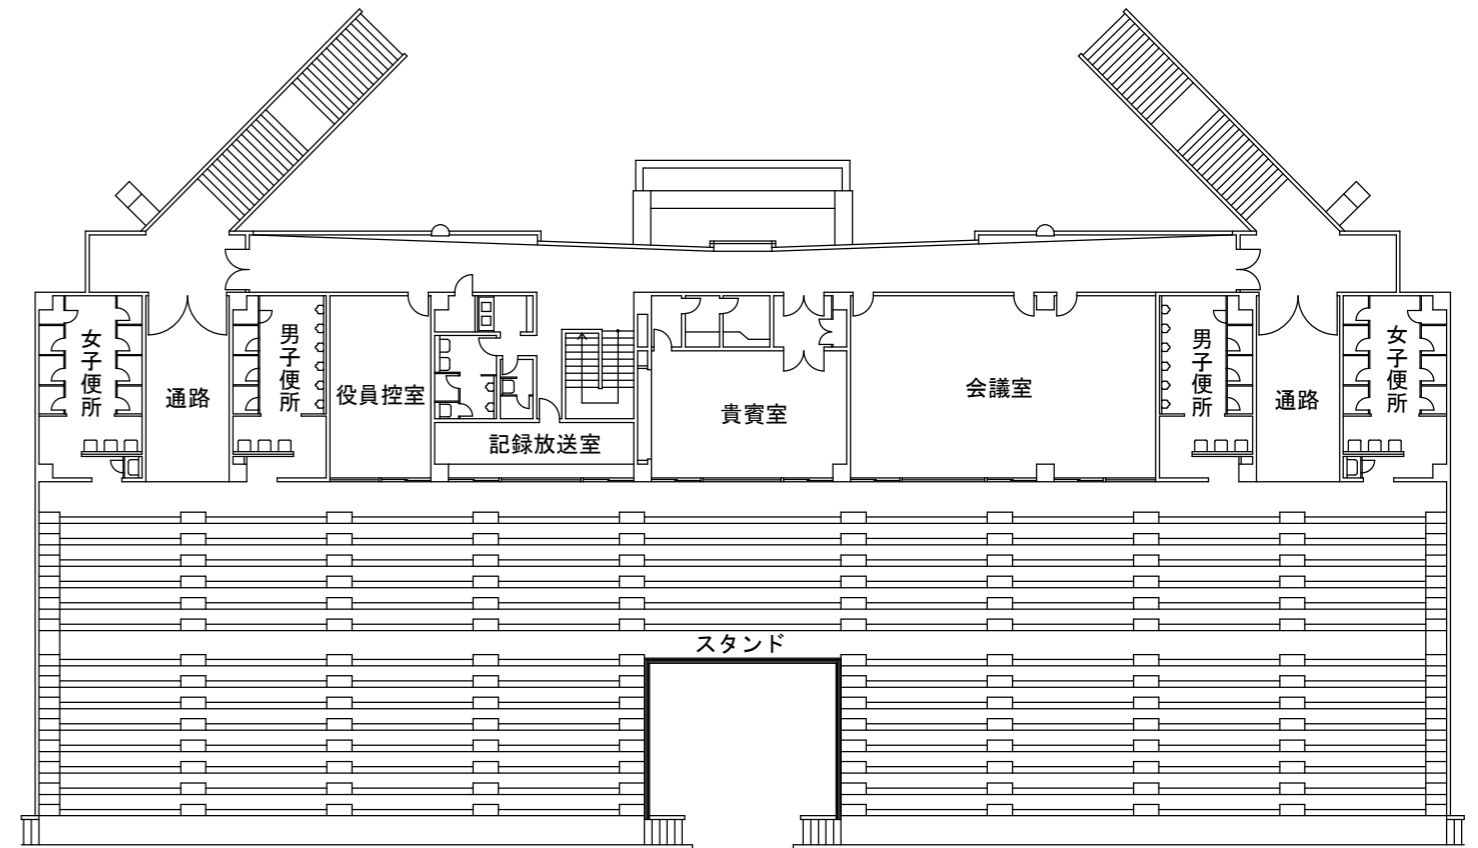 女子便所
通路
男子便所
役員控室
記録放送室
貴賓室
会議室
男子便所
通路
女子便所
スタンド